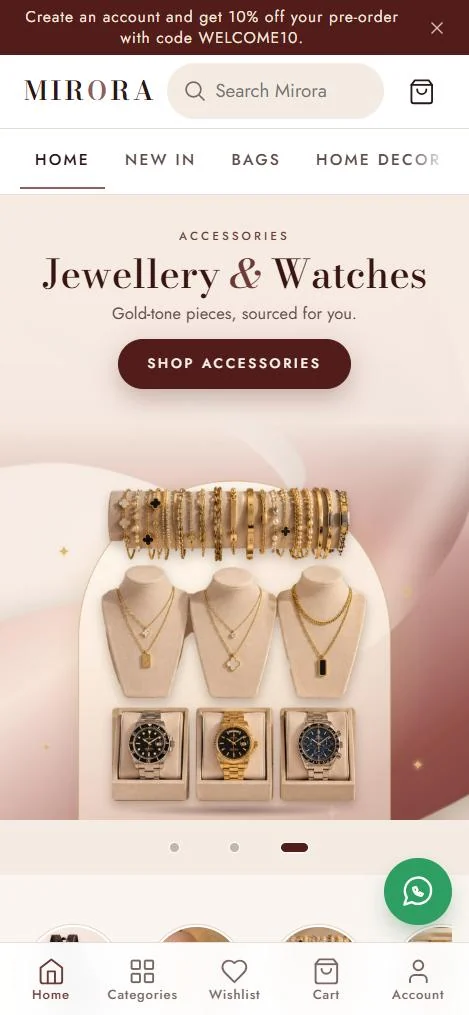 Create an account and get 10% off your pre-order
with code WELCOME10.
MIRORA
Search Mirora
HOME
NEW IN
BAGS
HOME DECOR
ACCESSORIES
Jewellery & Watches
Gold-tone pieces, sourced for you.
SHOP ACCESSORIES
Home
Categories
Wishlist
Cart
Account